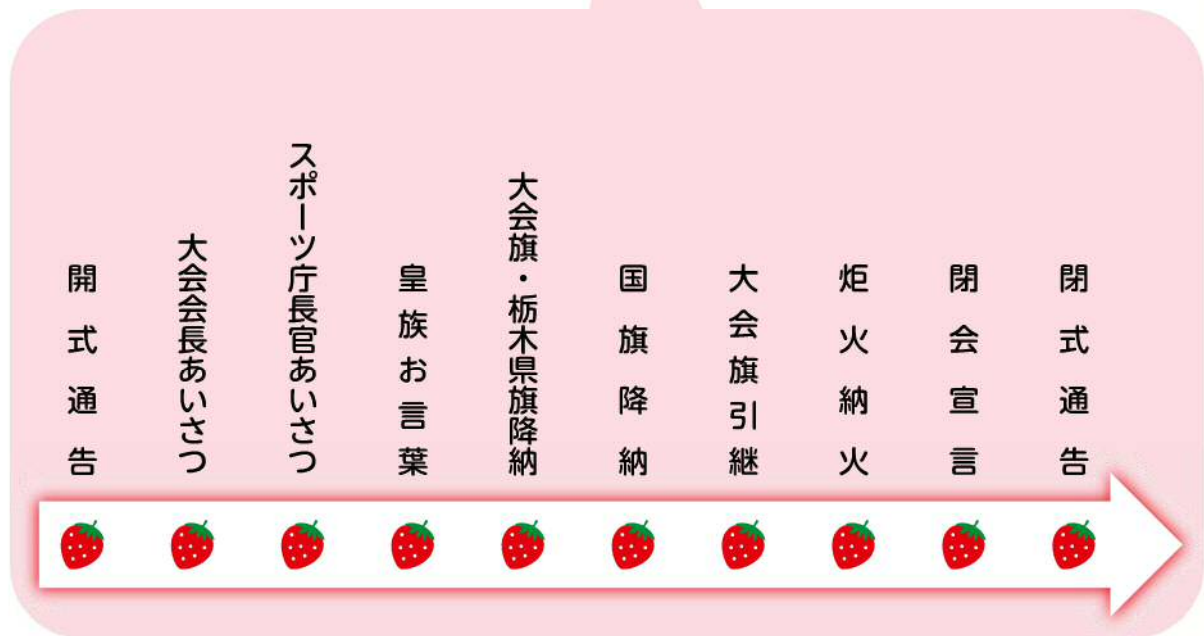 開式通告
大会会長あいさつ
スポーツ庁長官あいさつ
皇族お言葉
大会旗・栃木県旗降納
国旗降納
大会旗引継
炬火納火
閉会宣言
閉式通告